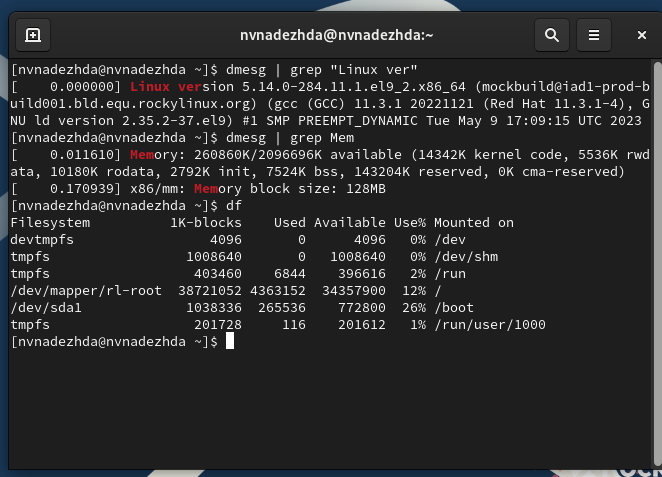 nvnadezhda@nvnadezhda:~
[nvnadezhda@nvnadezhda ~]$ dmesg | grep "Linux ver"
[    0.000000] Linux version 5.14.0-284.11.1.el9_2.x86_64 (mockbuild@iad1-prod-b
uild001.bld.equ.rockylinux.org) (gcc (GCC) 11.3.1 20221121 (Red Hat 11.3.1-4), G
NU ld version 2.35.2-37.el9) #1 SMP PREEMPT_DYNAMIC Tue May 9 17:09:15 UTC 2023
[nvnadezhda@nvnadezhda ~]$ dmesg | grep Mem
[    0.011610] Memory: 260860K/2096696K available (14342K kernel code, 5536K rwd
ata, 10180K rodata, 2792K init, 7524K bss, 143204K reserved, 0K cma-reserved)
[    0.170939] x86/mm: Memory block size: 128MB
[nvnadezhda@nvnadezhda ~]$ df
Filesystem          1K-blocks    Used Available Use% Mounted on
devtmpfs                 4096       0      4096   0% /dev
tmpfs                 1008640       0   1008640   0% /dev/shm
tmpfs                  403460    6844    396616   2% /run
/dev/mapper/rl-root  38721052 4363152  34357900  12% /
/dev/sda1             1038336  265536    772800  26% /boot
tmpfs                  201728     116    201612   1% /run/user/1000
[nvnadezhda@nvnadezhda ~]$